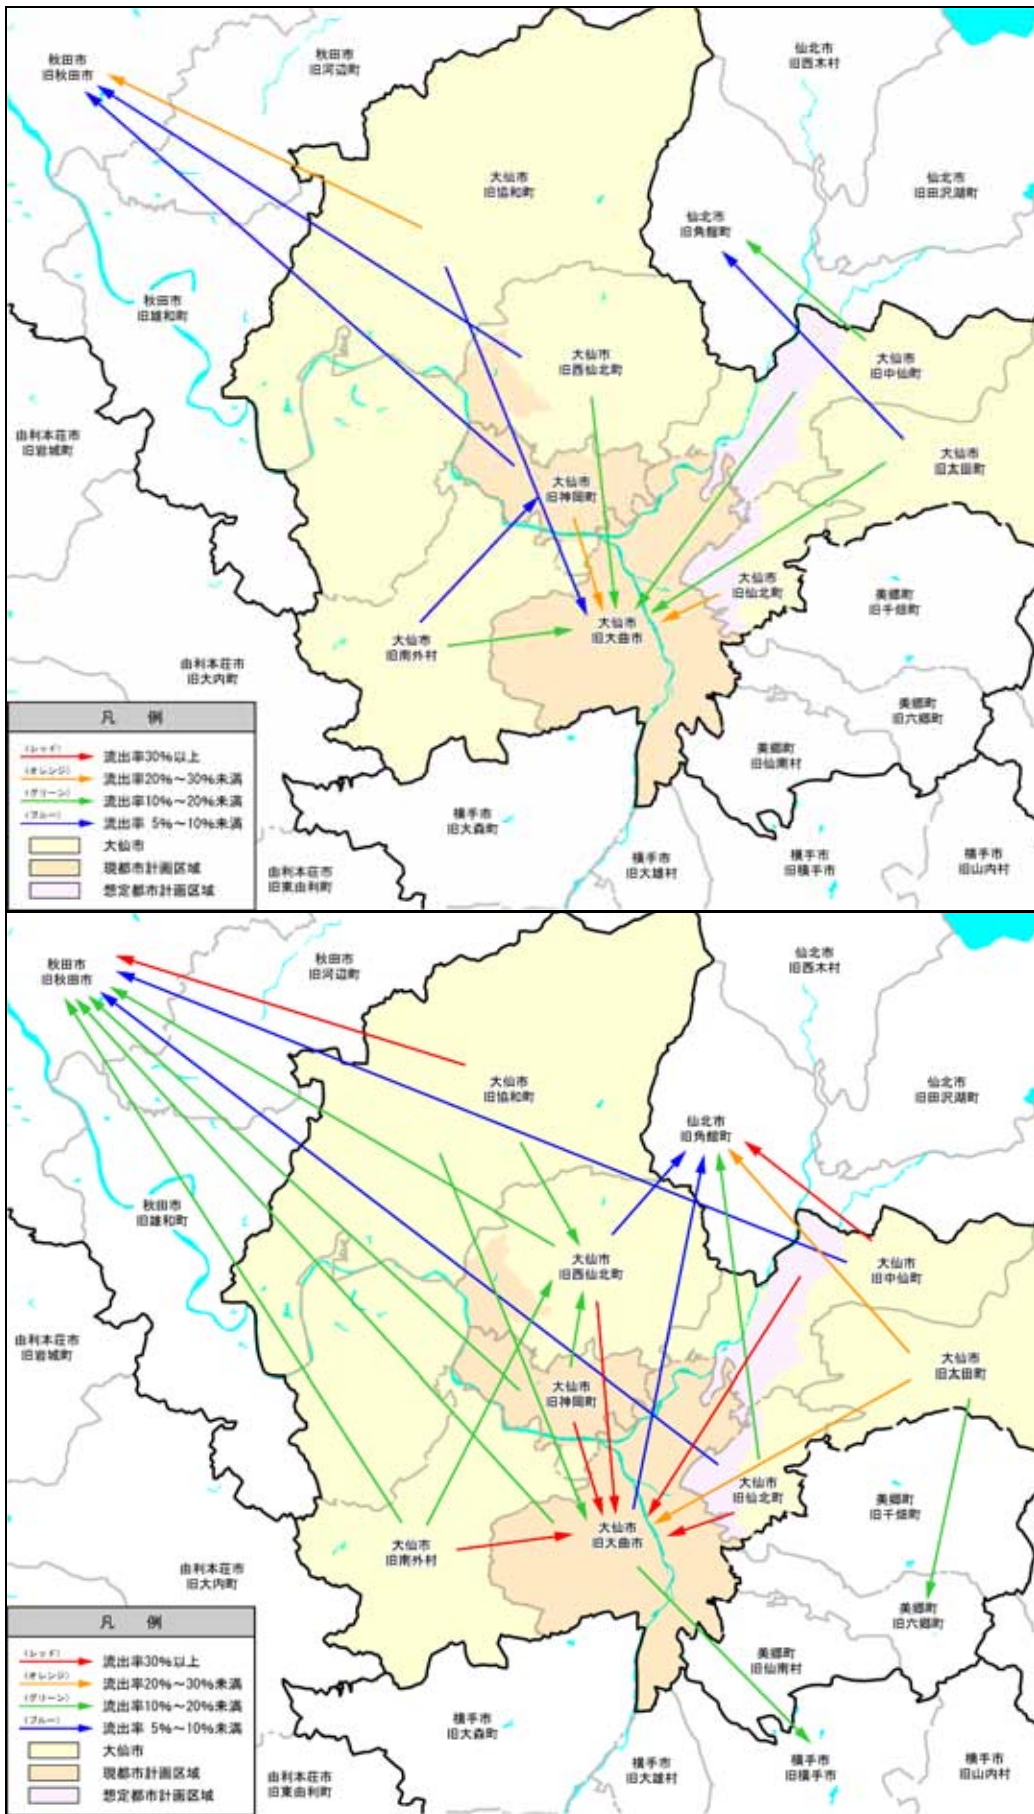 秋田市
旧秋田市
秋田市
旧河辺町
仙北市
旧西木村
大仙市
旧協和町
仙北市
旧角館町
仙北市
旧田沢湖町
秋田市
旧雄和町
大仙市
旧西仙北町
大仙市
旧中仙町
由利本荘市
旧岩城町
大仙市
旧太田町
大仙市
旧神岡町
大仙市
旧仙北町
美郷町
旧千畑町
大仙市
旧南外村
大仙市
旧大曲市
由利本荘市
旧大内町
美郷町
旧六郷町
美郷町
旧仙南村
横手市
旧大森町
横手市
旧大雄村
横手市
旧横手市
横手市
旧山内村
由利本荘市
旧東由利町
凡 例
(レッド)
流出率30%以上
(オレンジ)
流出率20%~30%未満
(グリーン)
流出率10%~20%未満
(ブルー)
流出率 5%~10%未満
大仙市
現都市計画区域
想定都市計画区域
秋田市
旧秋田市
秋田市
旧河辺町
仙北市
旧西木村
大仙市
旧協和町
仙北市
旧角館町
仙北市
旧田沢湖町
秋田市
旧雄和町
大仙市
旧西仙北町
大仙市
旧中仙町
由利本荘市
旧岩城町
大仙市
旧太田町
大仙市
旧神岡町
大仙市
旧仙北町
美郷町
旧千畑町
大仙市
旧南外村
大仙市
旧大曲市
由利本荘市
旧大内町
美郷町
旧六郷町
美郷町
旧仙南村
横手市
旧大森町
横手市
旧大雄村
横手市
旧横手市
横手市
旧山内村
由利本荘市
旧東由利町
凡 例
(レッド)
流出率30%以上
(オレンジ)
流出率20%~30%未満
(グリーン)
流出率10%~20%未満
(ブルー)
流出率 5%~10%未満
大仙市
現都市計画区域
想定都市計画区域